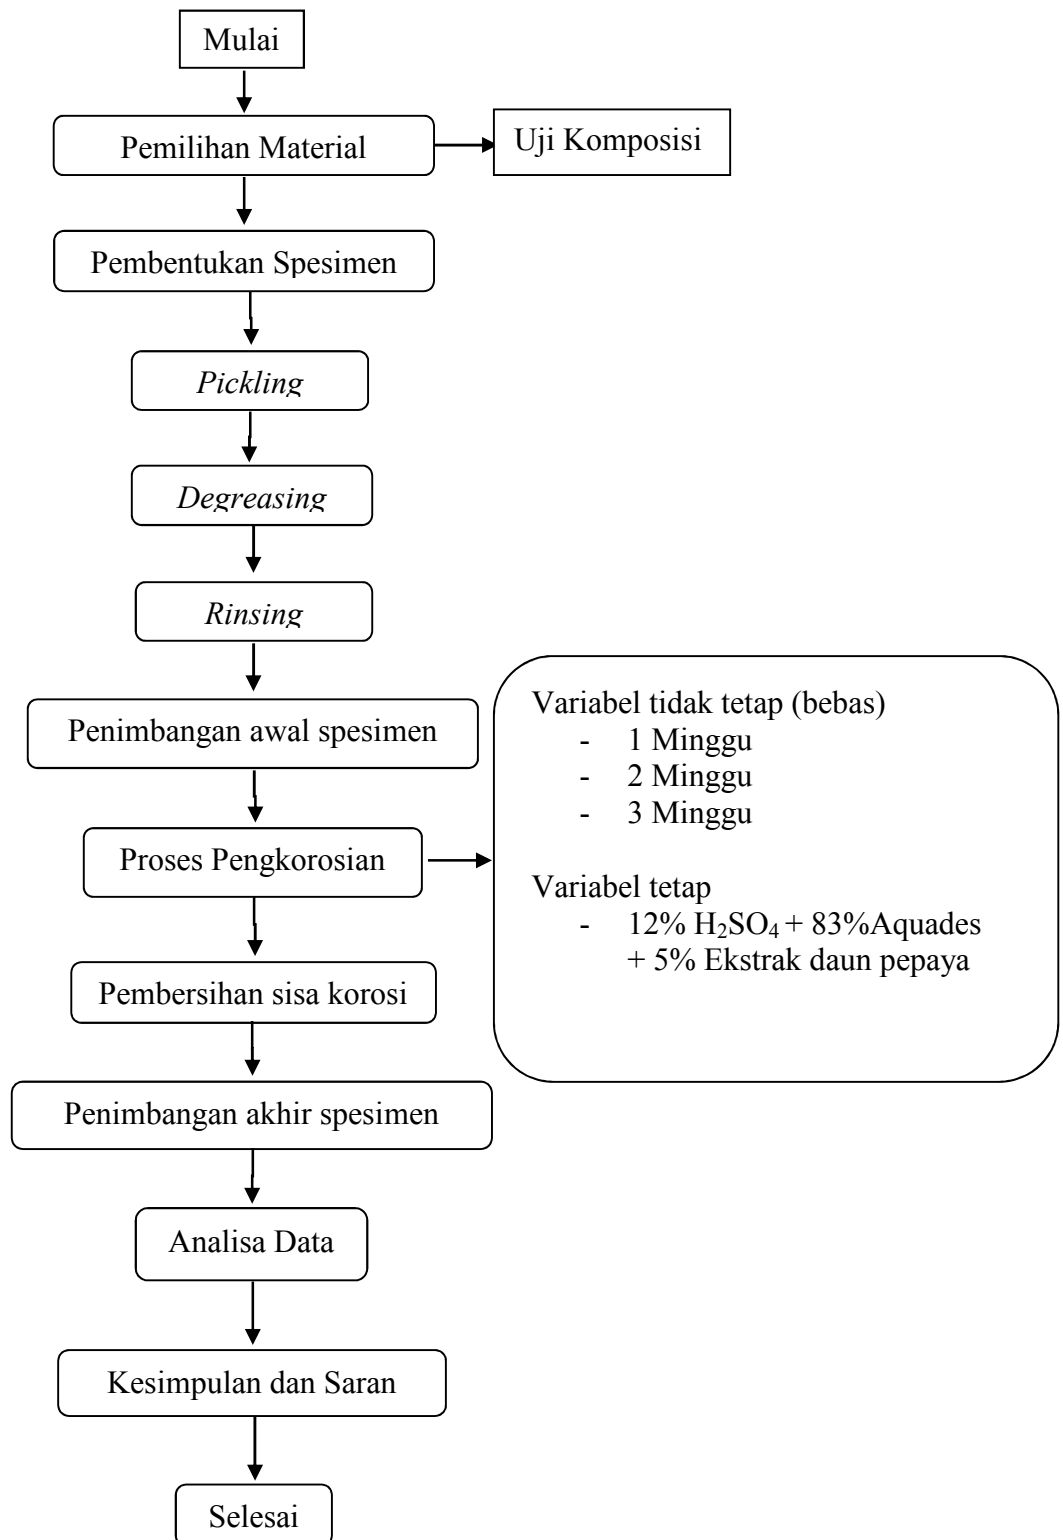 Mulai
Pemilihan Material
Uji Komposisi
Pembentukan Spesimen
Pickling
Degreasing
Rinsing
Penimbangan awal spesimen
Variabel tidak tetap (bebas)
- 1 Minggu
- 2 Minggu
- 3 Minggu
Variabel tetap
- 12% H₂SO₄ + 83%Aquades
+ 5% Ekstrak daun pepaya
Proses Pengkorosian
Pembersihan sisa korosi
Penimbangan akhir spesimen
Analisa Data
Kesimpulan dan Saran
Selesai